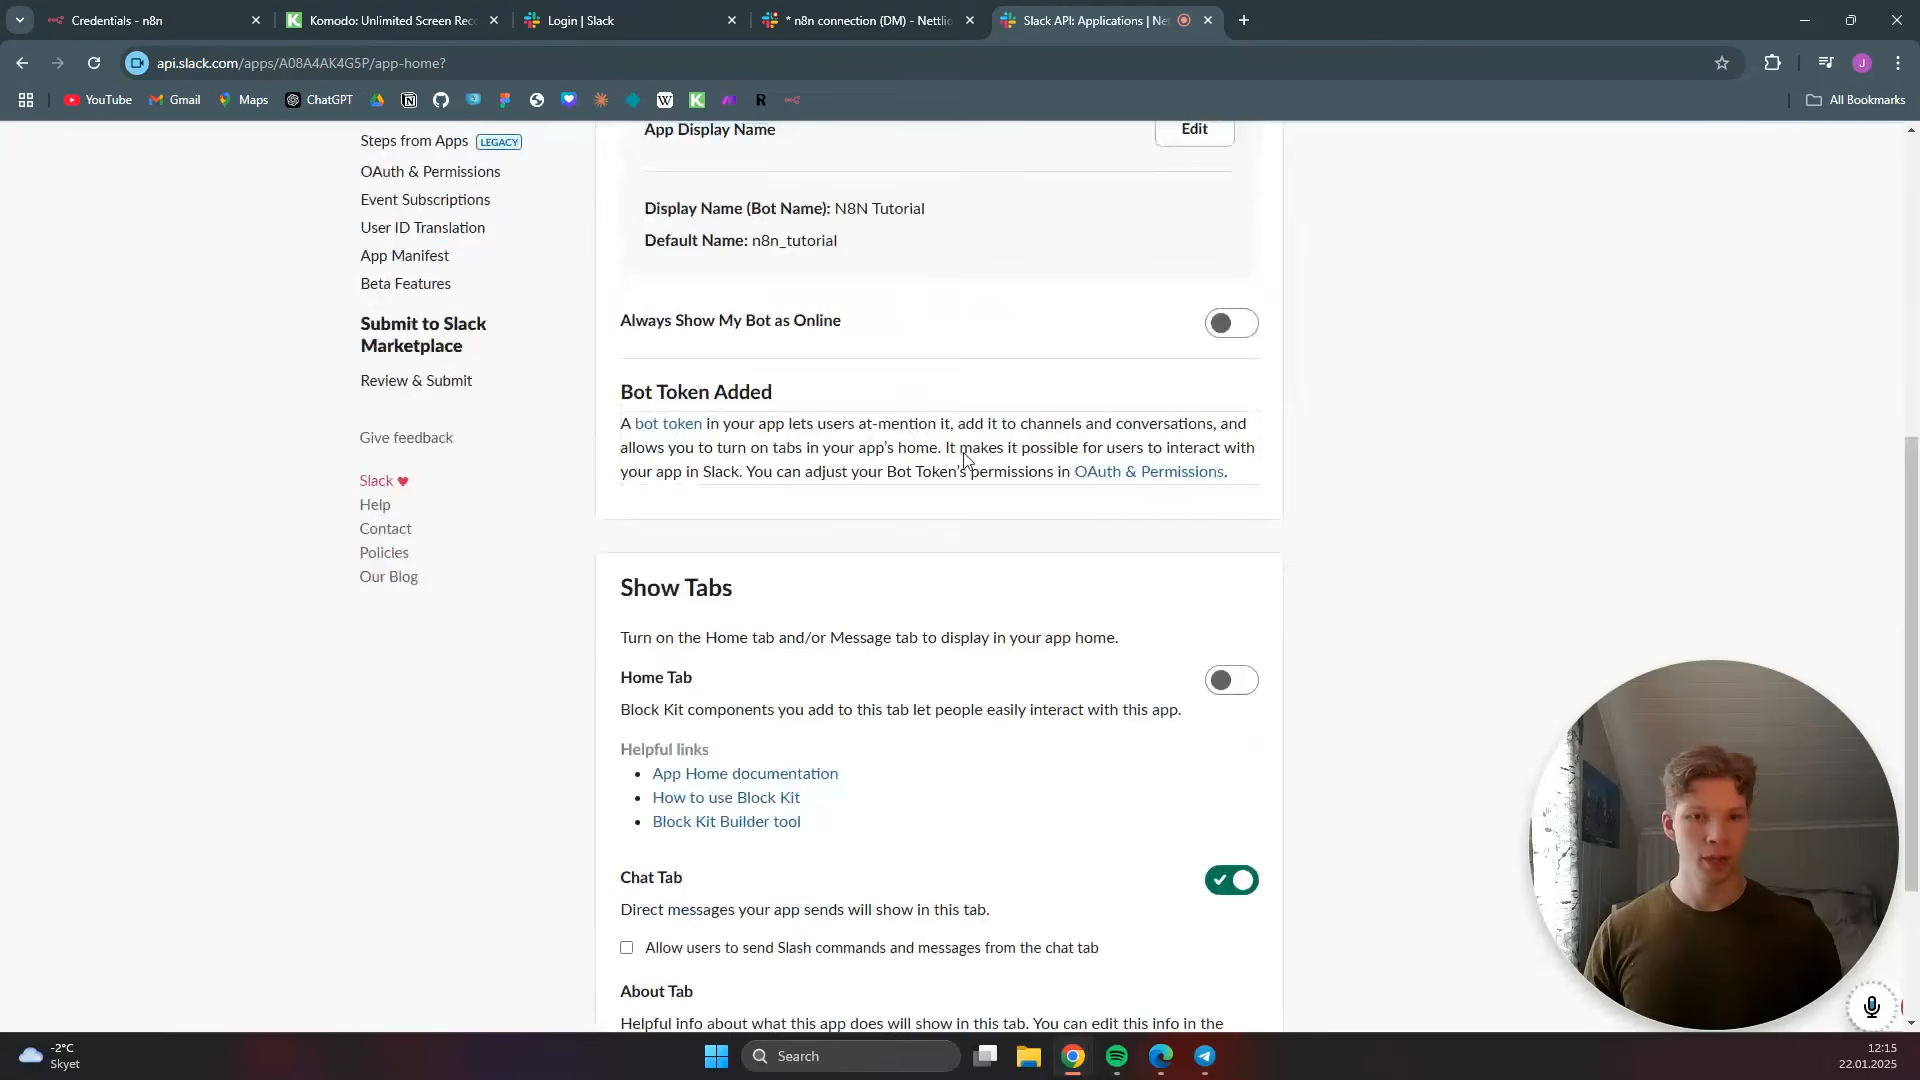 Credentials - n8n
Komodo: Unlimited Screen Rec
Login | Slack
* n8n connection (DM) - Nettlio
Slack API: Applications | Net
api.slack.com/apps/A08A4AK4G5P/app-home?
J
YouTube
Gmail
Maps
ChatGPT
All Bookmarks
App Display Name
Edit
Steps from Apps LEGACY
OAuth & Permissions
Event Subscriptions
User ID Translation
App Manifest
Beta Features
Submit to Slack
Marketplace
Review & Submit
Give feedback
Slack
Help
Contact
Policies
Our Blog
Display Name (Bot Name): N8N Tutorial
Default Name: n8n_tutorial
Always Show My Bot as Online
Bot Token Added
A bot token in your app lets users at-mention it, add it to channels and conversations, and
allows you to turn on tabs in your app's home. It makes it possible for users to interact with
your app in Slack. You can adjust your Bot Token's permissions in OAuth & Permissions.
Show Tabs
Turn on the Home tab and/or Message tab to display in your app home.
Home Tab
Block Kit components you add to this tab let people easily interact with this app.
Helpful links
App Home documentation
How to use Block Kit
Block Kit Builder tool
Chat Tab
Direct messages your app sends will show in this tab.
Allow users to send Slash commands and messages from the chat tab
About Tab
Helpful info about what this app does will show in this tab. You can edit this info in the
-2°C
Skyet
Search
12:15
22.01.2025